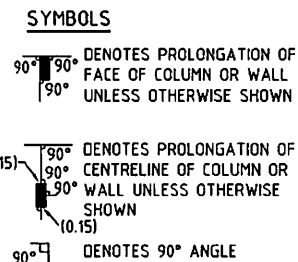 SYMBOLS
90° 90° DENOTES PROLONGATION OF
FACE OF COLUMN OR WALL
90° UNLESS OTHERWISE SHOWN
90° DENOTES PROLONGATION OF
15) 90° CENTRELINE OF COLUMN OR
90° WALL UNLESS OTHERWISE
SHOWN
(0.15)
90° DENOTES 90° ANGLE